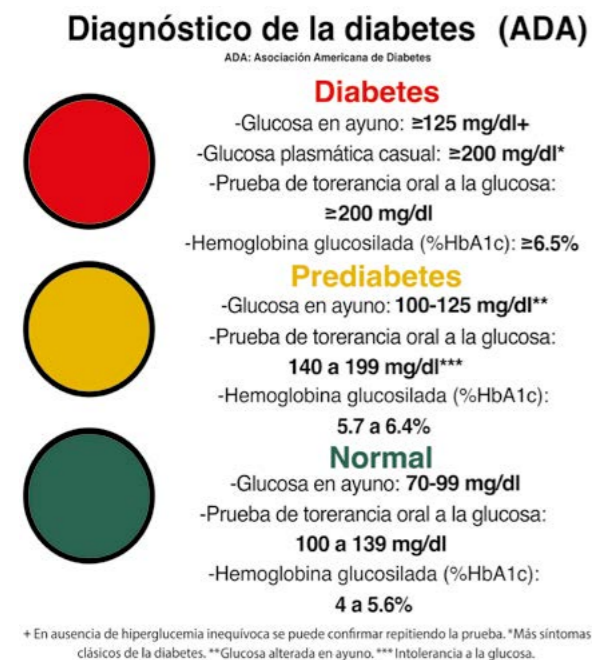 Diagnóstico de la diabetes (ADA)
ADA: Asociación Americana de Diabetes
Diabetes
-Glucosa en ayuno: ≥125 mg/dl+
-Glucosa plasmática casual: ≥200 mg/dl*
-Prueba de torerancia oral a la glucosa:
≥200 mg/dl
-Hemoglobina glucosilada (%HbA1c): ≥6.5%
Prediabetes
-Glucosa en ayuno: 100-125 mg/dl**
-Prueba de torerancia oral a la glucosa:
140 a 199 mg/dl***
-Hemoglobina glucosilada (%HbA1c):
5.7 a 6.4%
Normal
-Glucosa en ayuno: 70-99 mg/dl
-Prueba de torerancia oral a la glucosa:
100 a 139 mg/dl
-Hemoglobina glucosilada (%HbA1c):
4 a 5.6%
+ En ausencia de hiperglucemia inequívoca se puede confirmar repitiendo la prueba. *Más síntomas
clásicos de la diabetes. **Glucosa alterada en ayuno. *** Intolerancia a la glucosa.